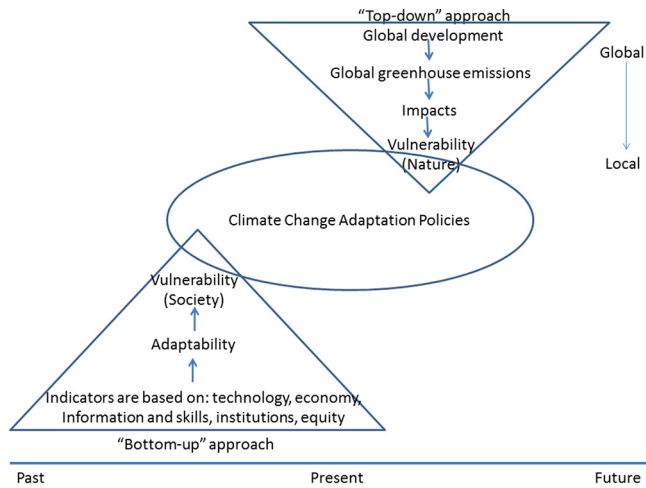 “Top-down” approach
Global development
Global
Global greenhouse emissions
Impacts
Vulnerability
(Nature)
Local
Climate Change Adaptation Policies
Vulnerability
(Society)
Adaptability
Indicators are based on: technology, economy,
Information and skills, institutions, equity
“Bottom-up” approach
Past
Present
Future